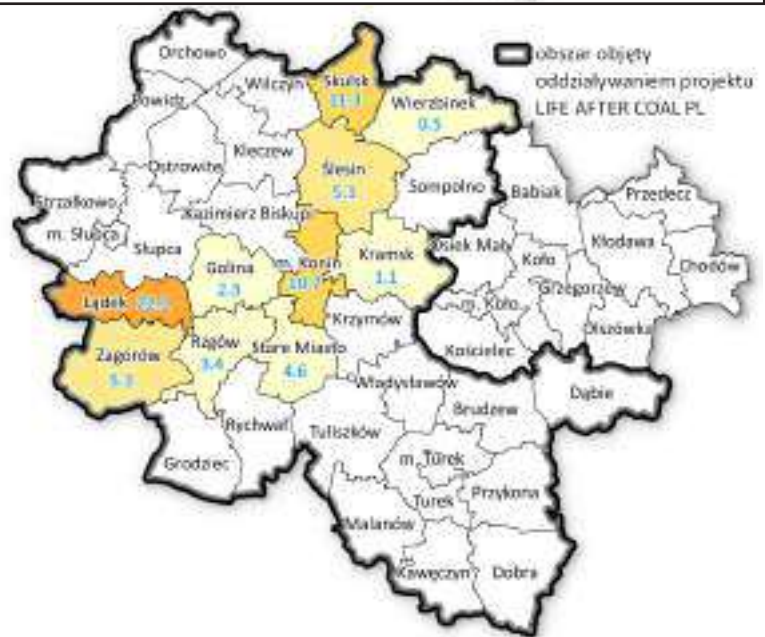 obszar objęty
oddziaływaniem projektu
LIFE AFTER COAL PL
Orchowo
Wilczyn
Skulsk
Wierzbinek
0.5
Powidz
Kleczew
Ostrowite
Ślesin
5.3
Sompolno
Babiak
Przedecz
Strzałkowo
m. Słupca
Słupca
Kazimierz Biskupi
m. Konin
10.7
Kramsk
1.1
Osiek Mały
Koło
Kłodawa
Chodów
Grzegorzew
m. Koło
Olszówka
Kościelec
Golina
Lądek
Zagórów
Rzgów
3.4
Stare Miasto
4.6
Krzymów
Władysławów
Brudzew
Dąbie
Rychwał
Tuliszków
Grodziec
m. Turek
Turek
Przykona
Malanów
Kawęczyn
Dobra